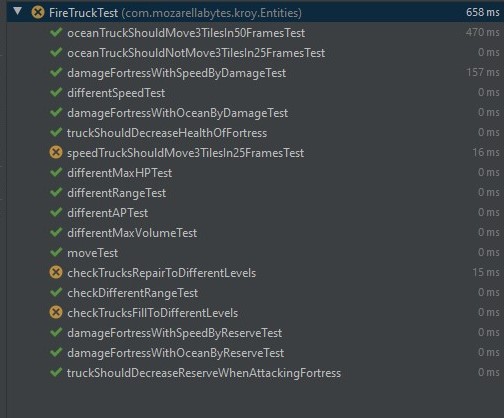 FireTruckTest (com.mozarellabytes.kroy.Entities) 658 ms
oceanTruckShouldMove3TilesIn50FramesTest 470 ms
oceanTruckShouldNotMove3TilesIn25FramesTest 0 ms
damageFortressWithSpeedByDamageTest 157 ms
differentSpeedTest 0 ms
damageFortressWithOceanByDamageTest 0 ms
truckShouldDecreaseHealthOfFortress 0 ms
speedTruckShouldMove3TilesIn25FramesTest 16 ms
differentMaxHPTest 0 ms
differentRangeTest 0 ms
differentAPTest 0 ms
differentMaxVolumeTest 0 ms
moveTest 0 ms
checkTrucksRepairToDifferentLevels 15 ms
checkDifferentRangeTest 0 ms
checkTrucksFillToDifferentLevels 0 ms
damageFortressWithSpeedByReserveTest 0 ms
damageFortressWithOceanByReserveTest 0 ms
truckShouldDecreaseReserveWhenAttackingFortress 0 ms